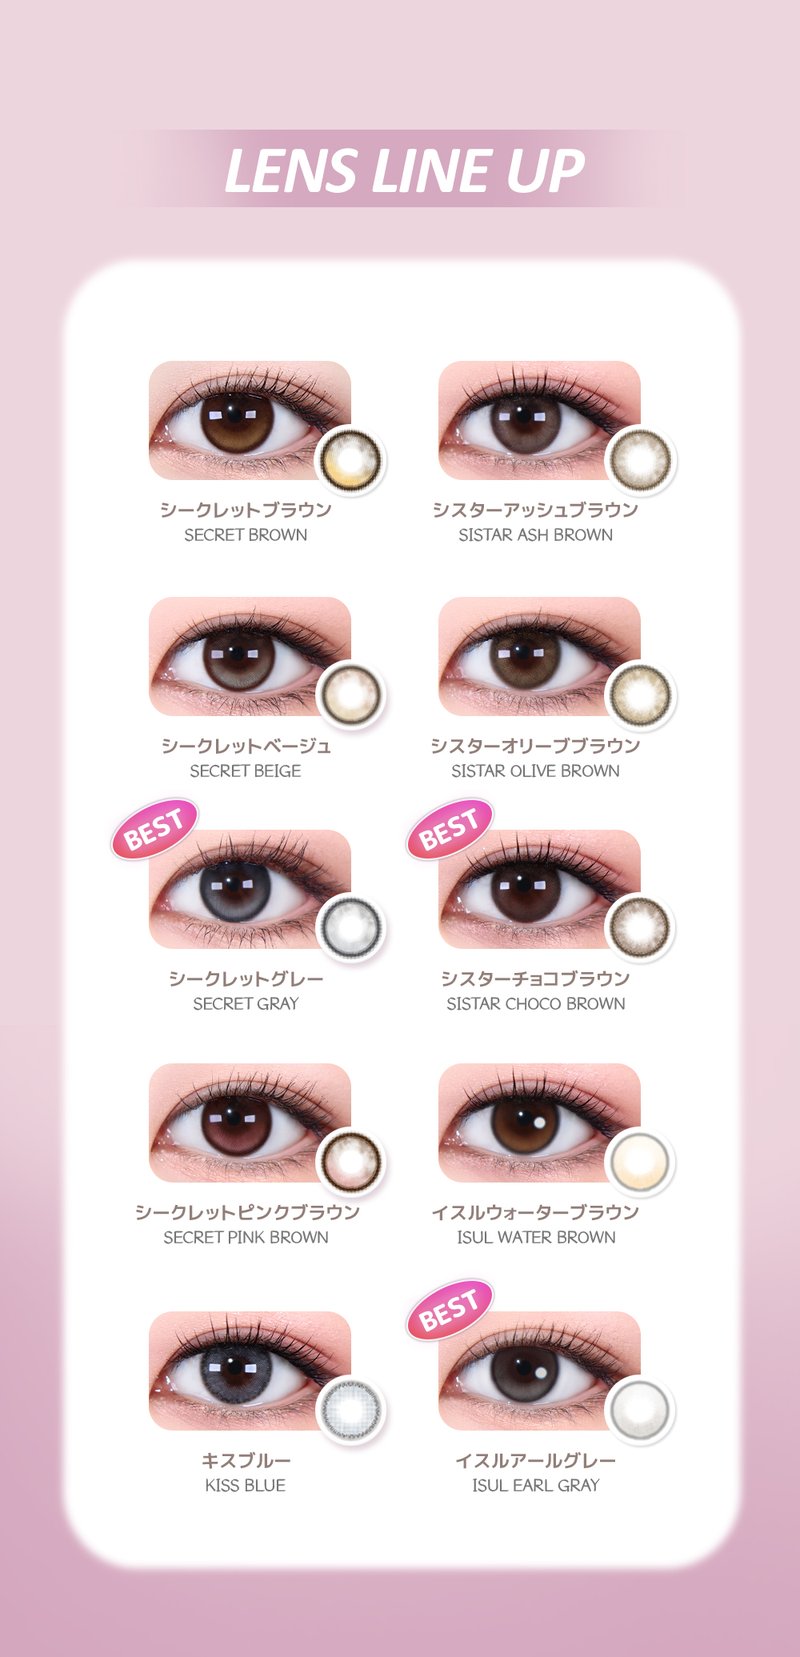 LENS LINE UP
シークレットブラウン
SECRET BROWN
シスターアッシュブラウン
SISTAR ASH BROWN
シークレットベージュ
SECRET BEIGE
シスターオリーブブラウン
SISTAR OLIVE BROWN
BEST
シークレットグレー
SECRET GRAY
BEST
シスターチョコブラウン
SISTAR CHOCO BROWN
シークレットピンクブラウン
SECRET PINK BROWN
イスルウォーターブラウン
ISUL WATER BROWN
キスブルー
KISS BLUE
BEST
イスルアールグレー
ISUL EARL GRAY